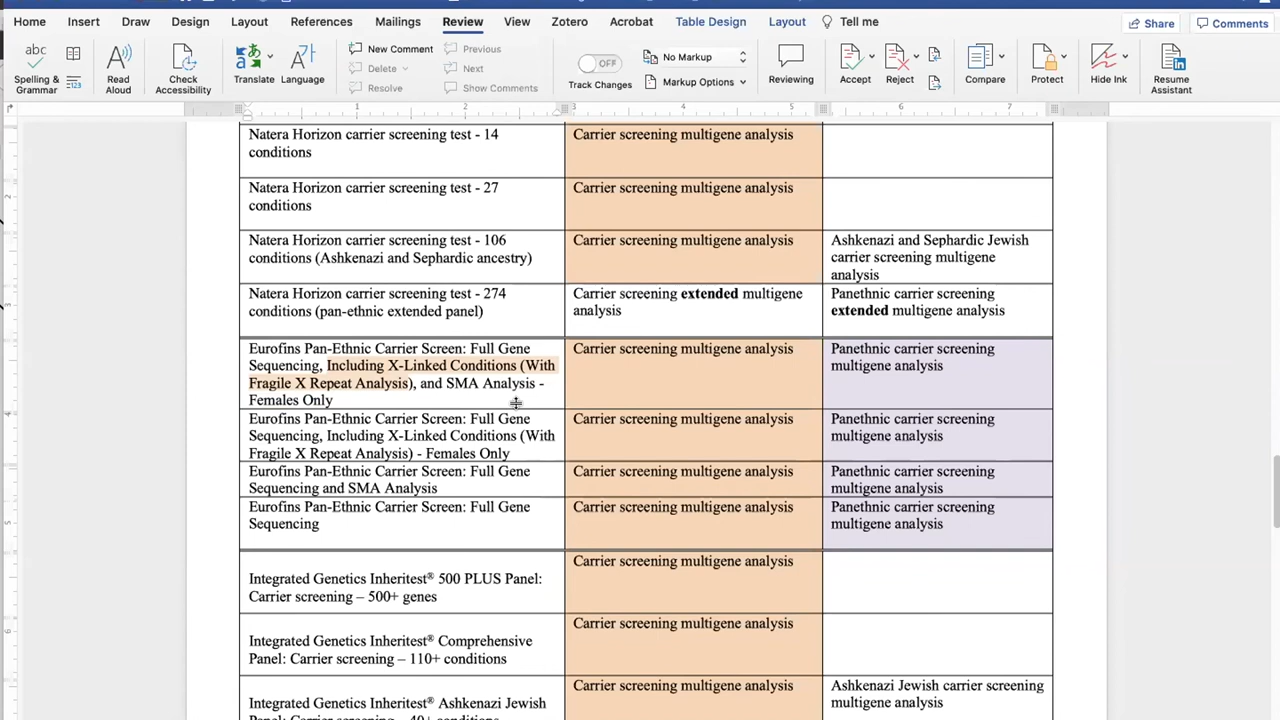 Home Insert Draw Design Layout References Mailings Review View Zotero Acrobat Table Design Layout Tell me
Share Comments
abc
Spelling & Grammar
Read Aloud
Check Accessibility
Translate
Language
New Comment
Delete
Resolve
Previous
Next
Show Comments
OFF
Track Changes
No Markup
Markup Options
Reviewing
Accept
Reject
Compare
Protect
Hide Ink
Resume Assistant
1 2 3 4 5 6 7
Natera Horizon carrier screening test - 14
conditions
Carrier screening multigene analysis
Natera Horizon carrier screening test - 27
conditions
Carrier screening multigene analysis
Natera Horizon carrier screening test - 106
conditions (Ashkenazi and Sephardic ancestry)
Carrier screening multigene analysis
Ashkenazi and Sephardic Jewish
carrier screening multigene
analysis
Natera Horizon carrier screening test - 274
conditions (pan-ethnic extended panel)
Carrier screening extended multigene
analysis
Panethnic carrier screening
extended multigene analysis
Eurofins Pan-Ethnic Carrier Screen: Full Gene
Sequencing, Including X-Linked Conditions (With
Fragile X Repeat Analysis), and SMA Analysis -
Females Only
Carrier screening multigene analysis
Panethnic carrier screening
multigene analysis
Eurofins Pan-Ethnic Carrier Screen: Full Gene
Sequencing, Including X-Linked Conditions (With
Fragile X Repeat Analysis) - Females Only
Carrier screening multigene analysis
Panethnic carrier screening
multigene analysis
Eurofins Pan-Ethnic Carrier Screen: Full Gene
Sequencing and SMA Analysis
Carrier screening multigene analysis
Panethnic carrier screening
multigene analysis
Eurofins Pan-Ethnic Carrier Screen: Full Gene
Sequencing
Carrier screening multigene analysis
Panethnic carrier screening
multigene analysis
Integrated Genetics Inheritest® 500 PLUS Panel:
Carrier screening – 500+ genes
Carrier screening multigene analysis
Integrated Genetics Inheritest® Comprehensive
Panel: Carrier screening – 110+ conditions
Carrier screening multigene analysis
Integrated Genetics Inheritest® Ashkenazi Jewish
Panel: Carrier screening – 40+ conditions
Carrier screening multigene analysis
Ashkenazi Jewish carrier screening
multigene analysis